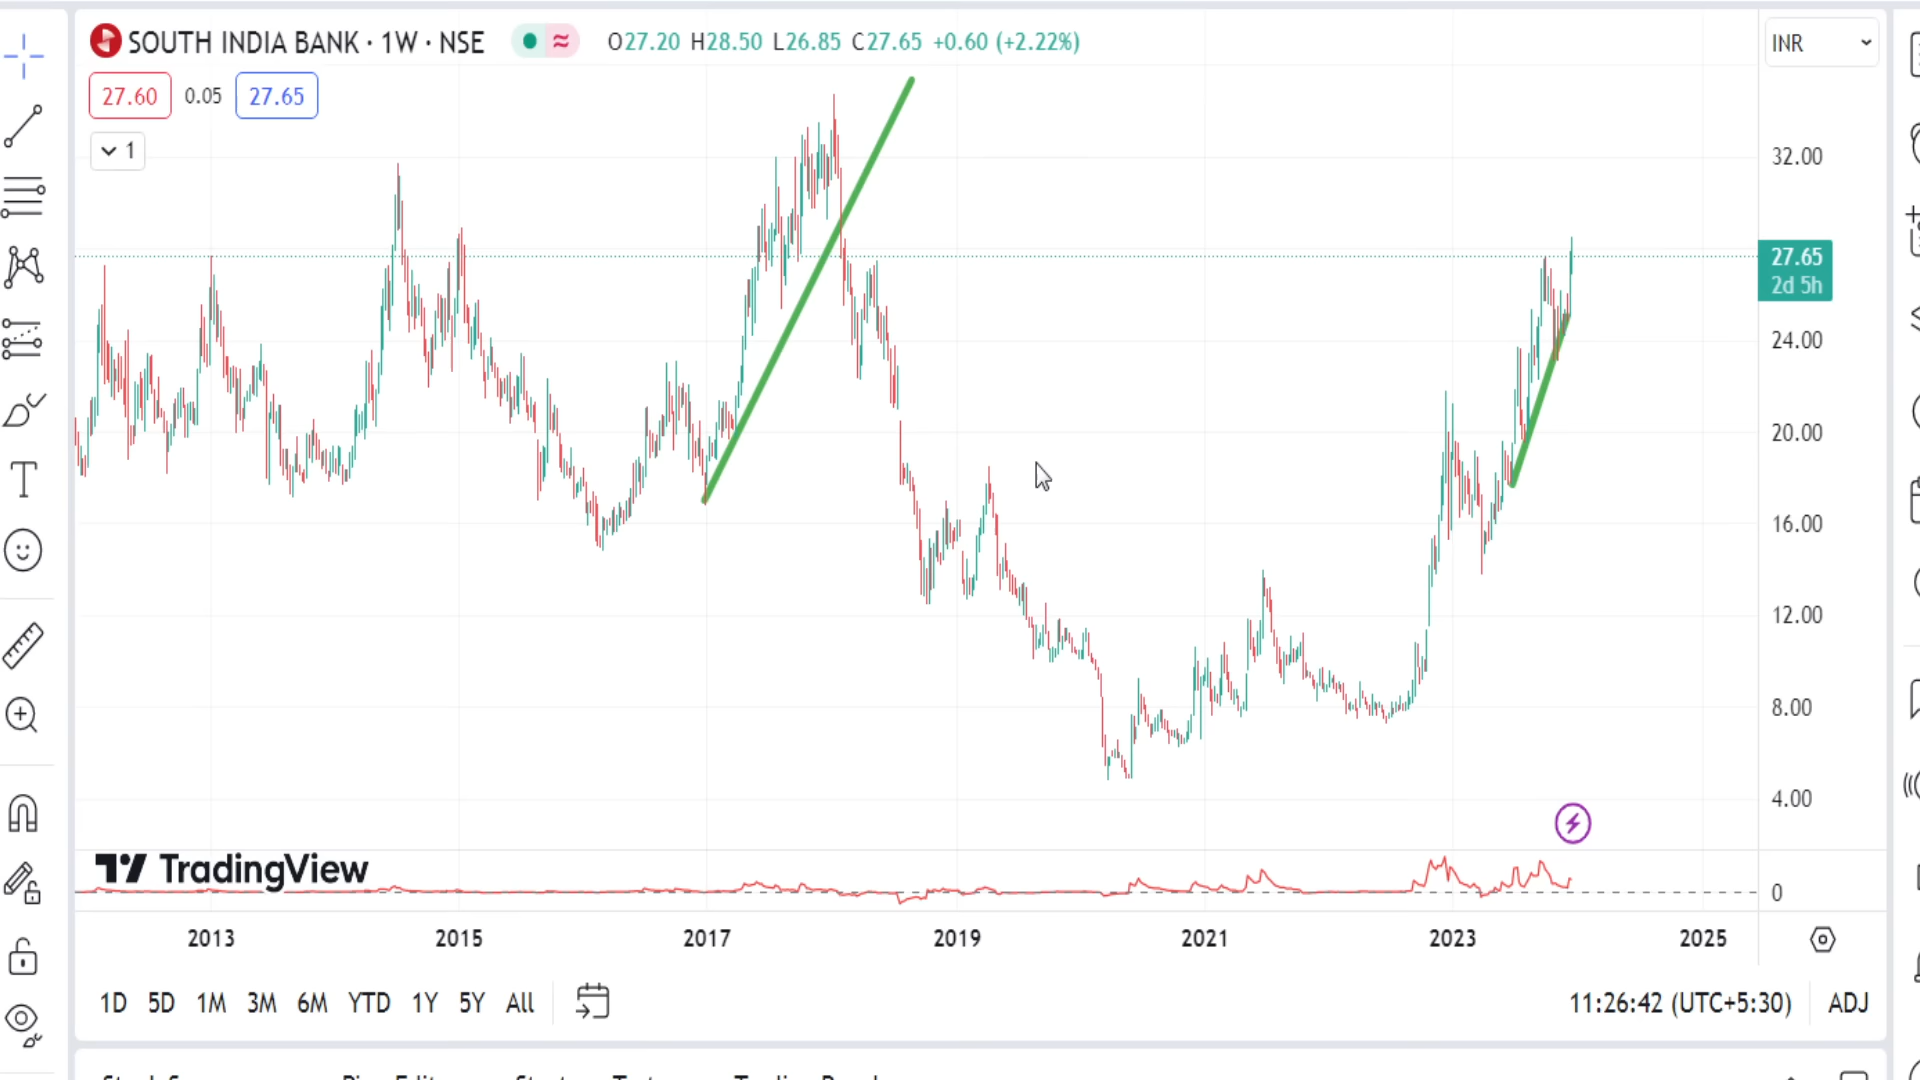 SOUTH INDIA BANK · 1W · NSE
O27.20 H28.50 L26.85 C27.65 +0.60 (+2.22%)
INR
27.60 0.05 27.65
1
32.00
27.65
2d 5h
24.00
20.00
16.00
12.00
8.00
4.00
TradingView
0
2013 2015 2017 2019 2021 2023 2025
1D 5D 1M 3M 6M YTD 1Y 5Y All
11:26:42 (UTC+5:30) ADJ